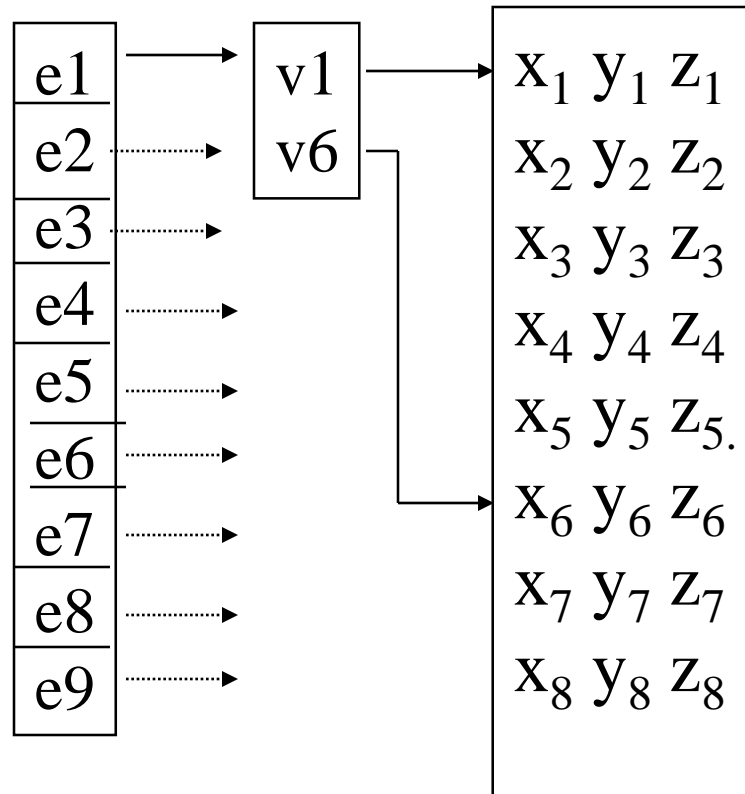 e1
e2
e3
e4
e5
e6
e7
e8
e9
v1
v6
x₁ y₁ z₁
x₂ y₂ z₂
x₃ y₃ z₃
x₄ y₄ z₄
x₅ y₅ z₅.
x₆ y₆ z₆
x₇ y₇ z₇
x₈ y₈ z₈